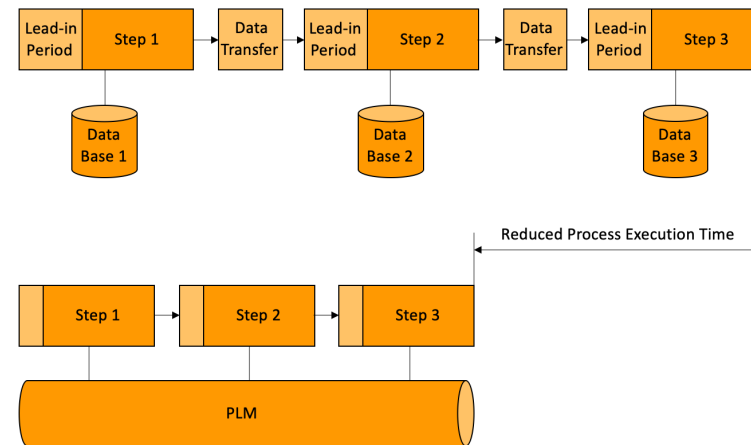 Lead-in
Period
Step 1
Data
Transfer
Lead-in
Period
Step 2
Data
Transfer
Lead-in
Period
Step 3
Data
Base 1
Data
Base 2
Data
Base 3
Reduced Process Execution Time
Step 1
Step 2
Step 3
PLM